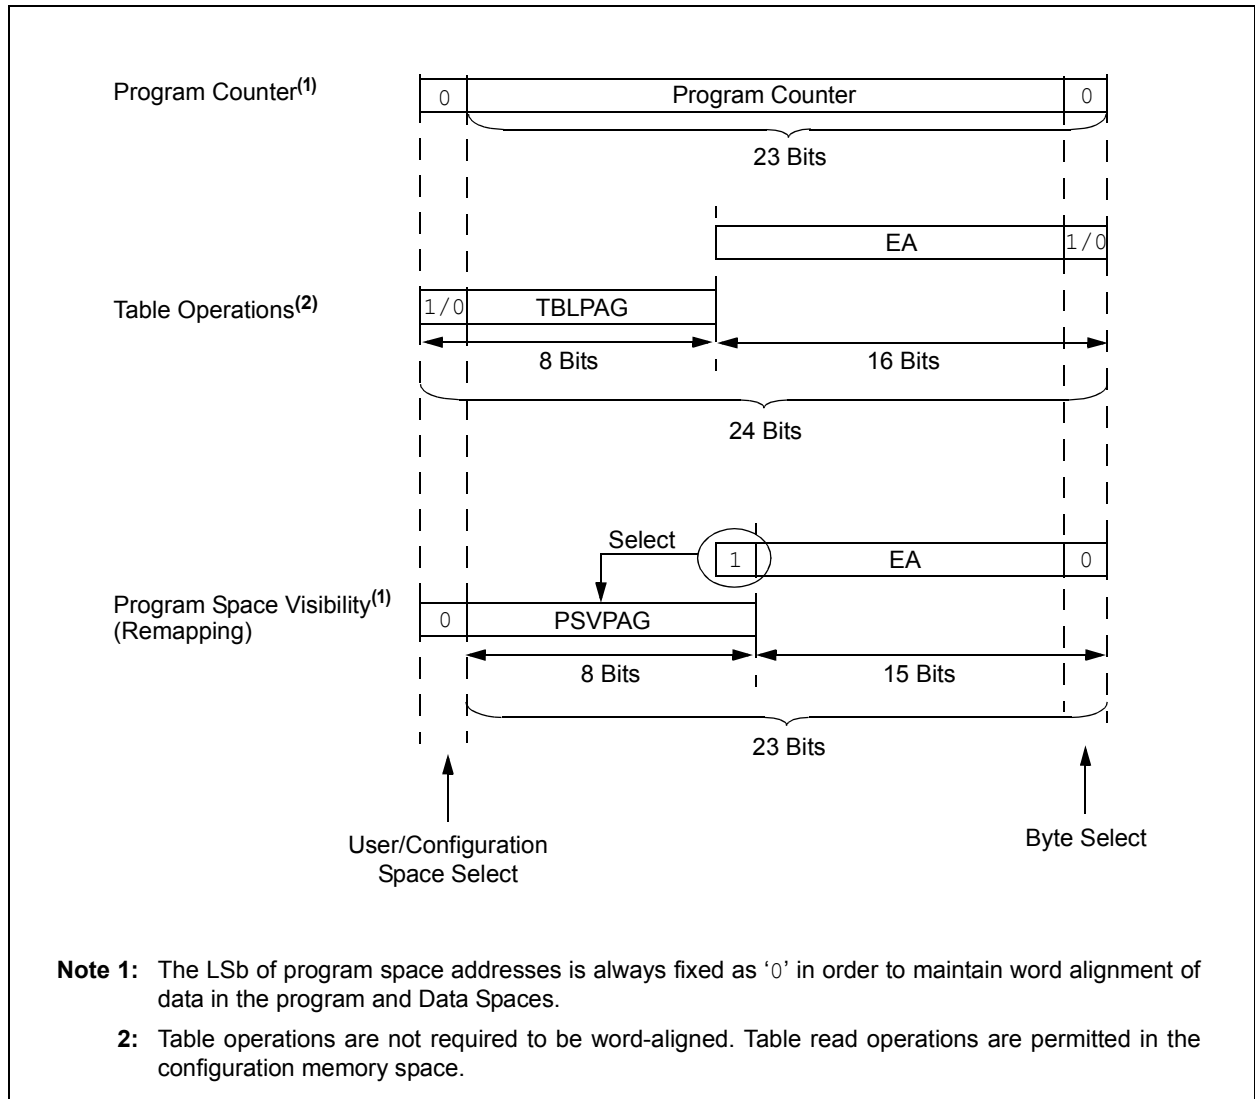 Program Counter(1)
0
Program Counter
0
23 Bits
EA
1/0
Table Operations(2)
1/0
TBLPAG
8 Bits
16 Bits
24 Bits
Select
1
EA
0
Program Space Visibility(1)
(Remapping)
0
PSVPAG
8 Bits
15 Bits
23 Bits
User/Configuration
Space Select
Byte Select
Note 1: The LSb of program space addresses is always fixed as ‘0’ in order to maintain word alignment of
data in the program and Data Spaces.
2: Table operations are not required to be word-aligned. Table read operations are permitted in the
configuration memory space.